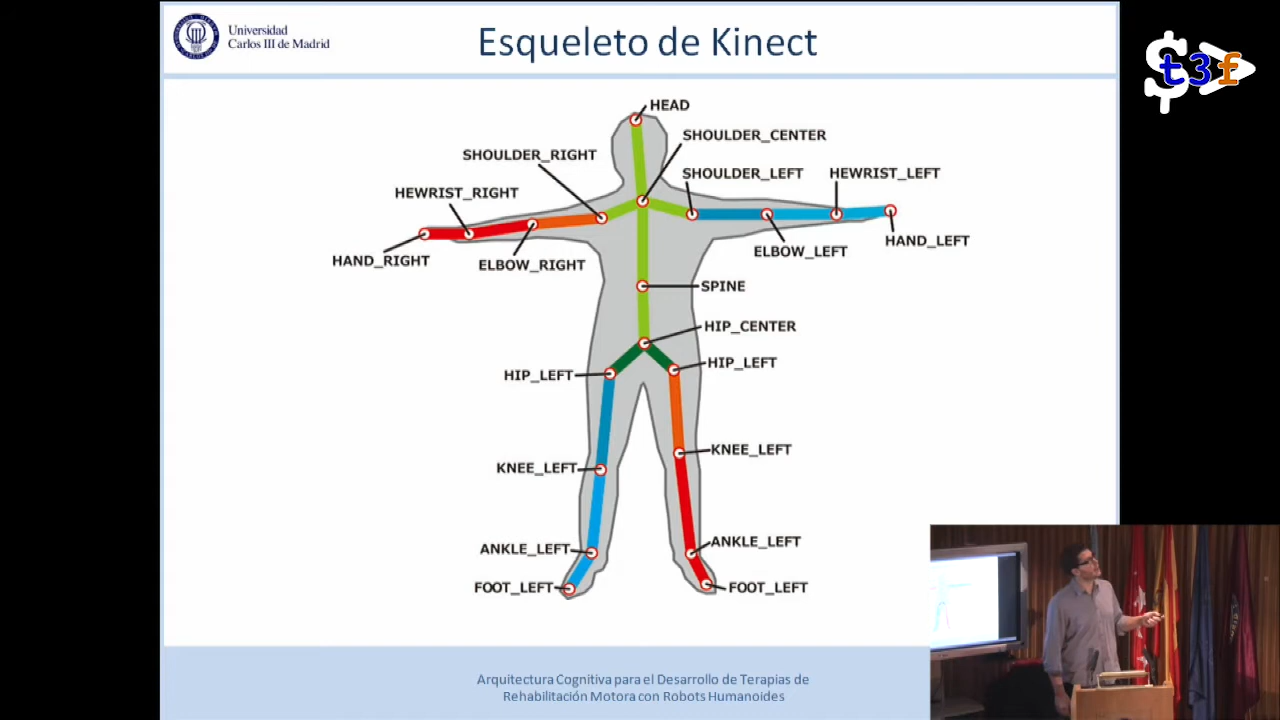 Universidad
Carlos III de Madrid
Esqueleto de Kinect
t3f
HEAD
SHOULDER_CENTER
SHOULDER_RIGHT
SHOULDER_LEFT
HEWRIST_LEFT
HEWRIST_RIGHT
HAND_LEFT
ELBOW_LEFT
HAND_RIGHT
ELBOW_RIGHT
SPINE
HIP_CENTER
HIP_LEFT
HIP_LEFT
KNEE_LEFT
KNEE_LEFT
ANKLE_LEFT
ANKLE_LEFT
FOOT_LEFT
FOOT_LEFT
Arquitectura Cognitiva para el Desarrollo de Terapias de
Rehabilitación Motora con Robots Humanoides